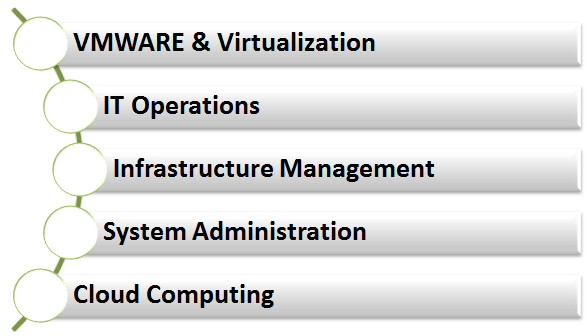 VMWARE & Virtualization
IT Operations
Infrastructure Management
System Administration
Cloud Computing